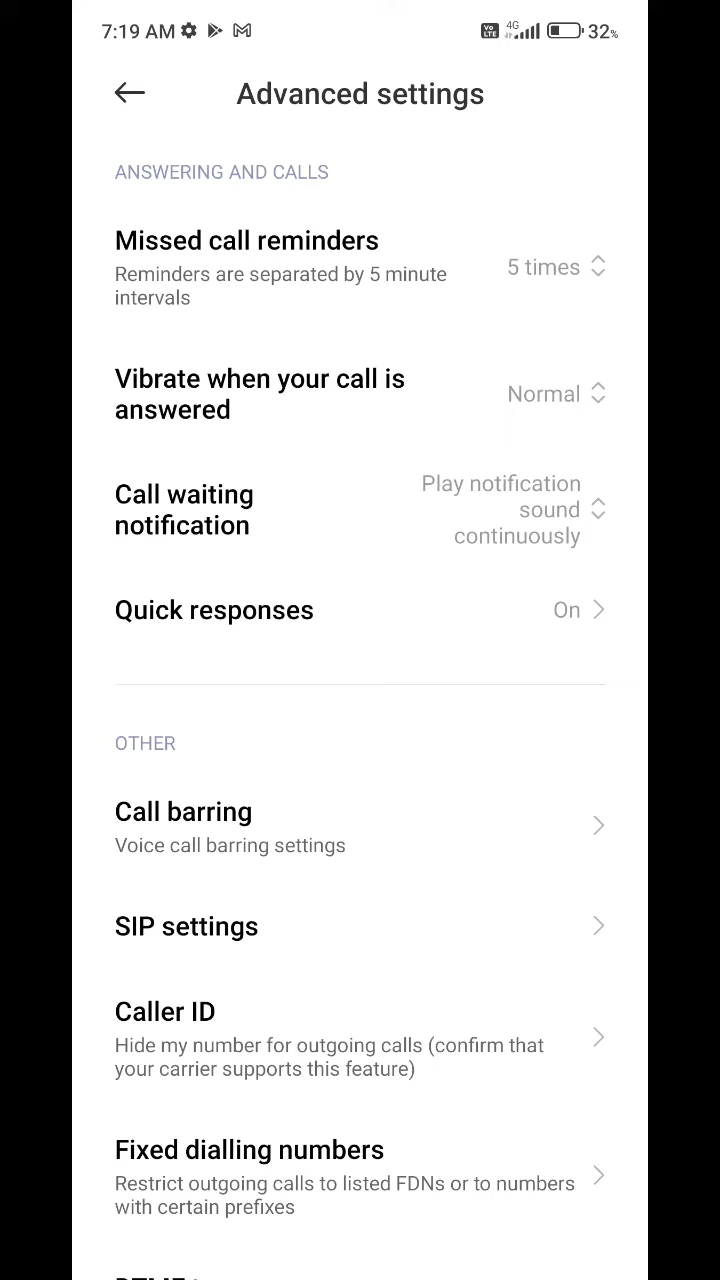 7:19 AM
Vo LTE 4G 32%
Advanced settings
ANSWERING AND CALLS
Missed call reminders
Reminders are separated by 5 minute
intervals
5 times
Vibrate when your call is
answered
Normal
Call waiting
notification
Play notification
sound
continuously
Quick responses
On
OTHER
Call barring
Voice call barring settings
SIP settings
Caller ID
Hide my number for outgoing calls (confirm that
your carrier supports this feature)
Fixed dialling numbers
Restrict outgoing calls to listed FDNs or to numbers
with certain prefixes